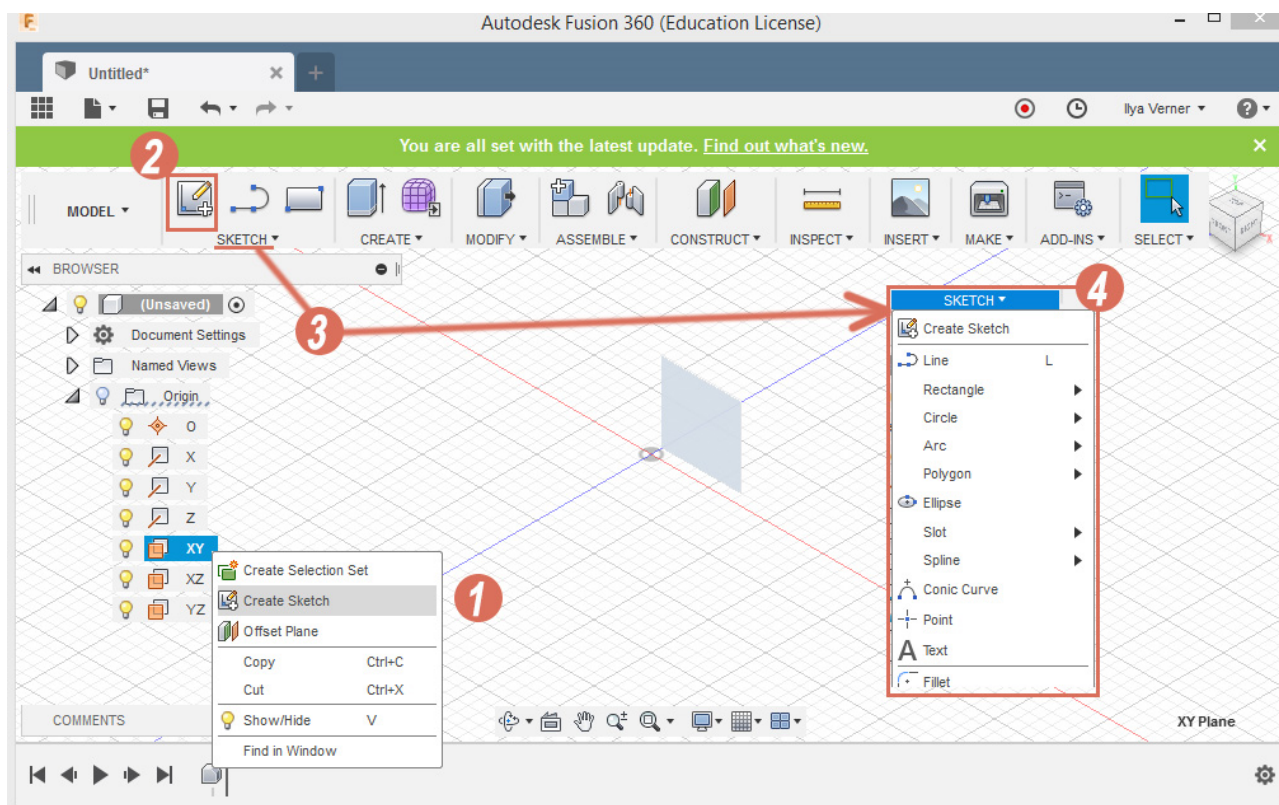 Autodesk Fusion 360 (Education License)
Untitled*
Ilya Verner
You are all set with the latest update. Find out what's new.
2
MODEL
SKETCH
CREATE
MODIFY
ASSEMBLE
CONSTRUCT
INSPECT
INSERT
MAKE
ADD-INS
SELECT
BROWSER
(Unsaved)
Document Settings
Named Views
Origin
O
X
Y
Z
XY
XZ
YZ
3
Create Selection Set
Create Sketch
Offset Plane
Copy Ctrl+C
Cut Ctrl+X
Show/Hide V
Find in Window
1
4
SKETCH
Create Sketch
Line L
Rectangle
Circle
Arc
Polygon
Ellipse
Slot
Spline
Conic Curve
Point
Text
Fillet
COMMENTS
XY Plane